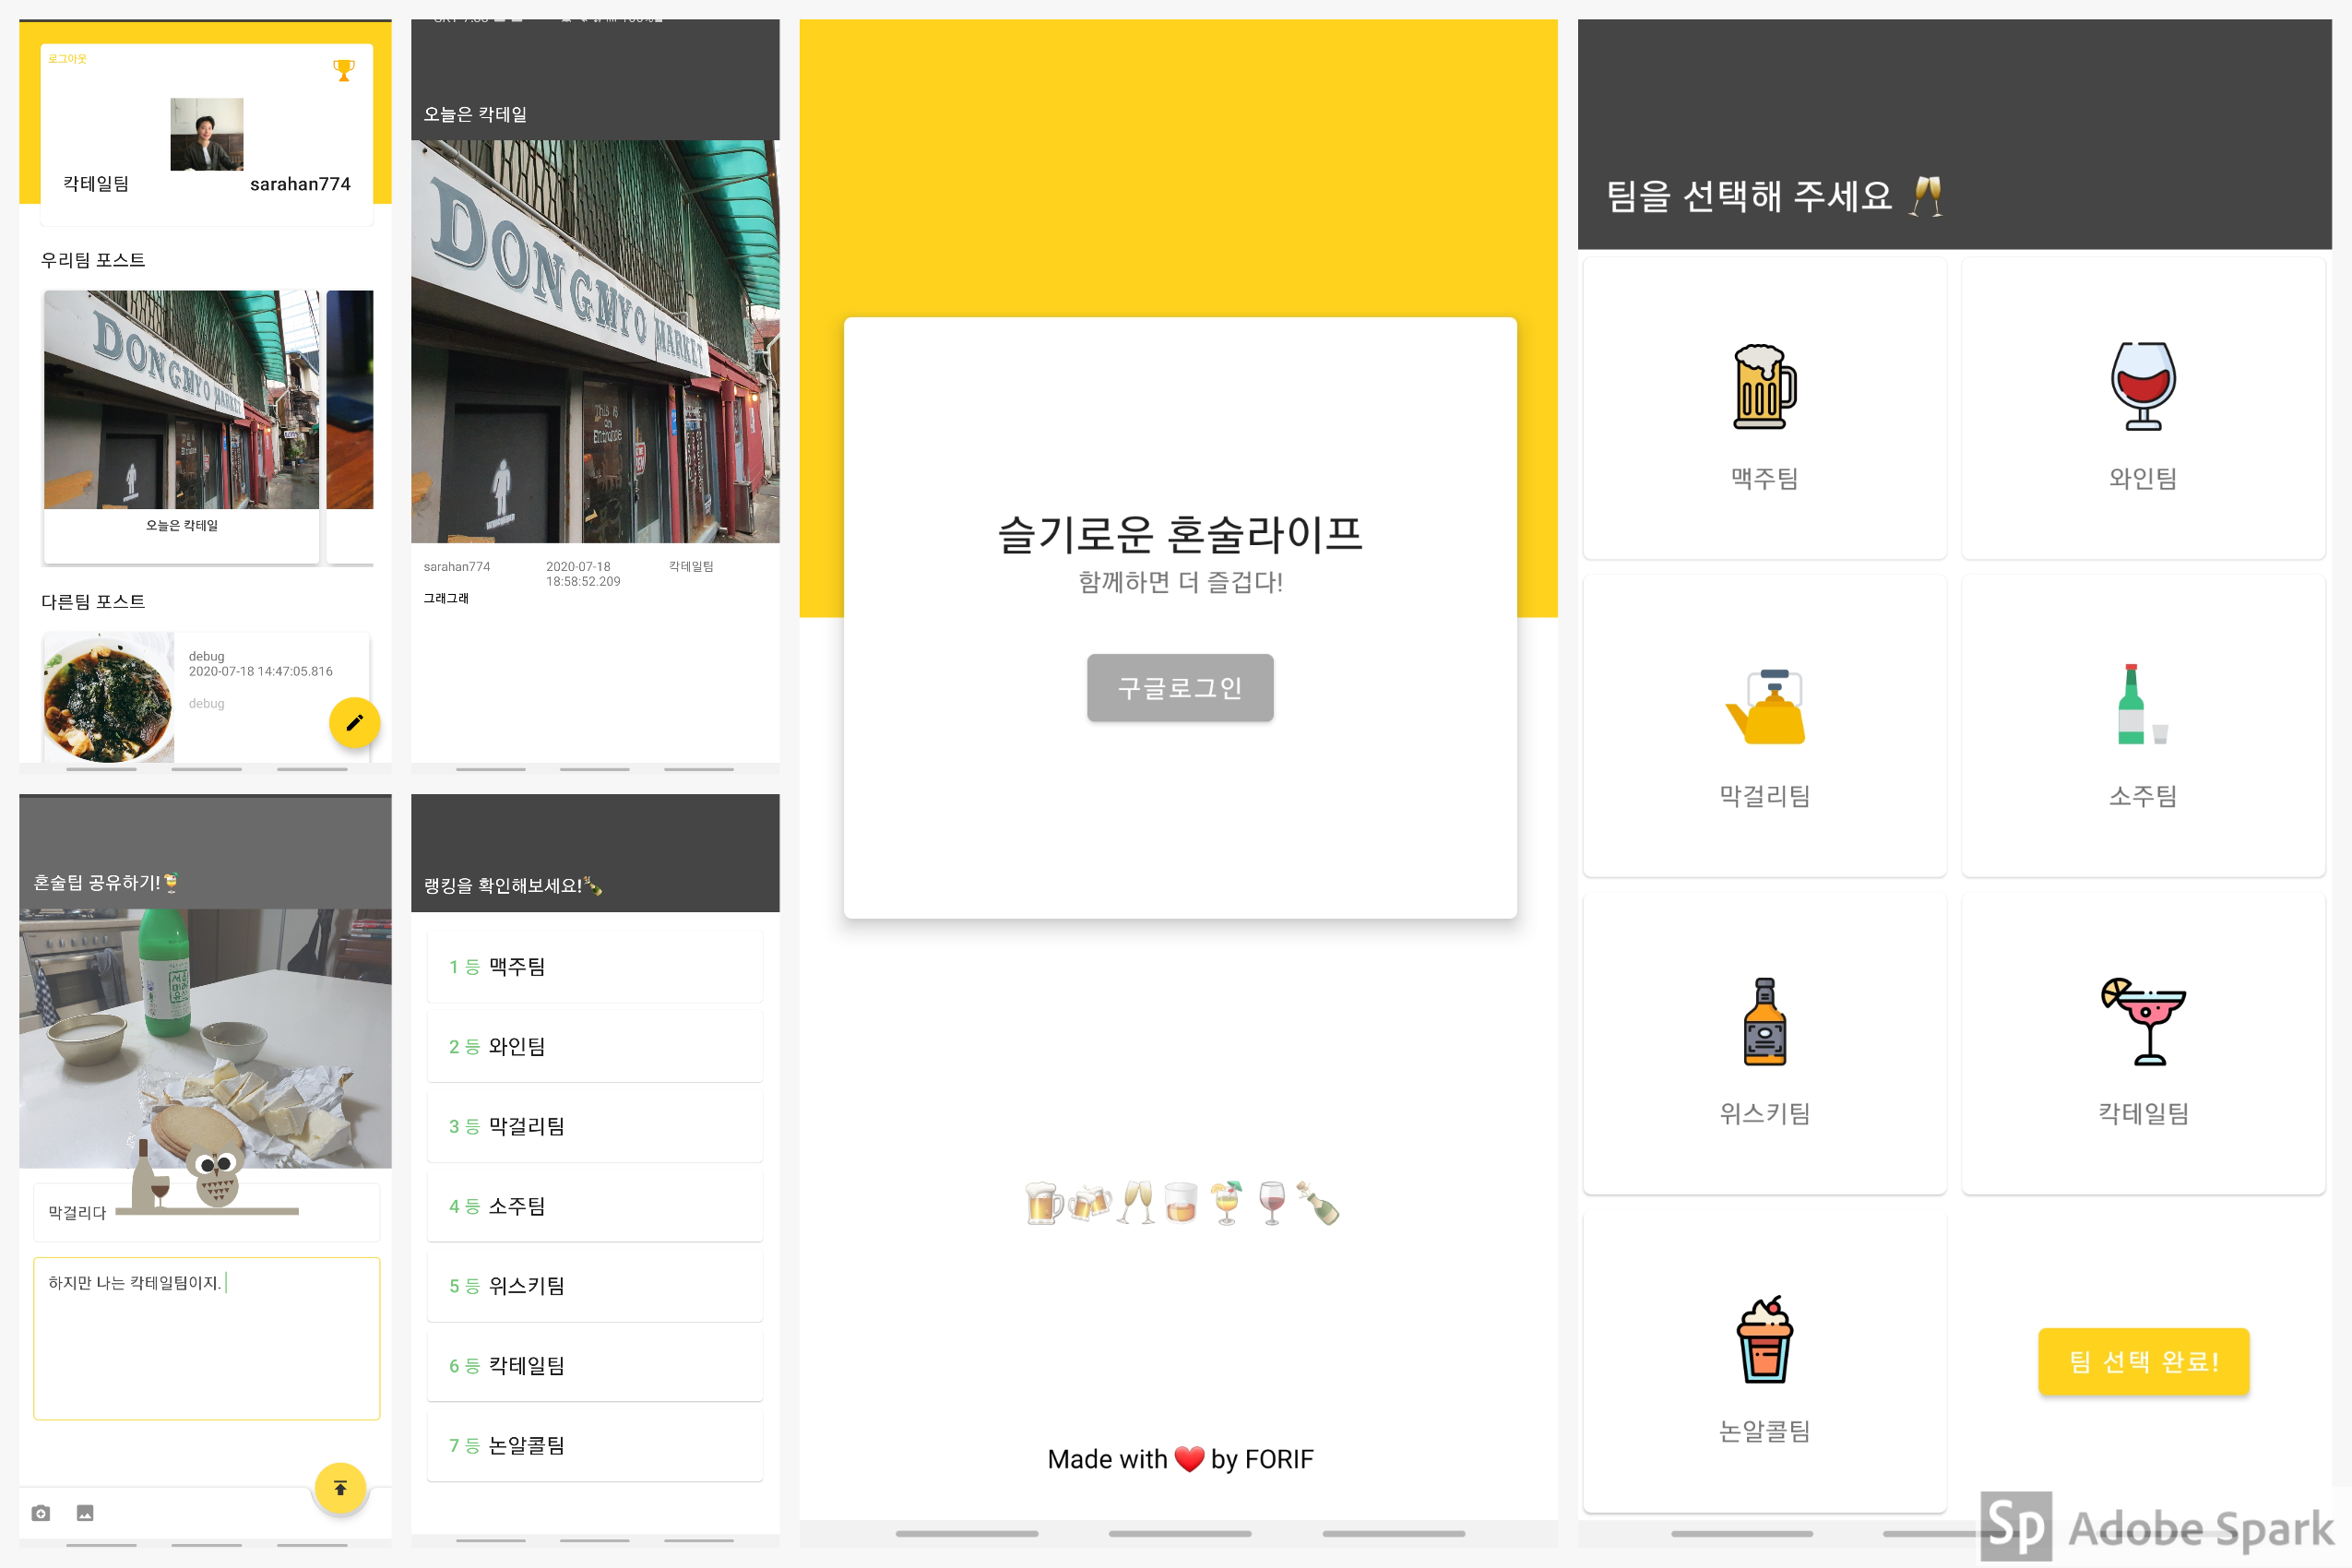 로그아웃
칵테일팀
sarahan774
우리팀 포스트
DONGMYO MARKET
오늘은 칵테일
다른팀 포스트
debug
2020-07-18 14:47:05.816
debug
오늘은 칵테일
DONGMYO MARKET
This is
an
Entrance
sarahan774
2020-07-18
18:58:52.209
칵테일팀
그래그래
혼술팁 공유하기!
막걸리다
하지만 나는 칵테일팀이지.
랭킹을 확인해보세요!
1 등 맥주팀
2 등 와인팀
3 등 막걸리팀
4 등 소주팀
5 등 위스키팀
6 등 칵테일팀
7 등 논알콜팀
슬기로운 혼술라이프
함께하면 더 즐겁다!
구글로그인
Made with ❤️ by FORIF
팀을 선택해 주세요 🥂
맥주팀
와인팀
막걸리팀
소주팀
위스키팀
칵테일팀
논알콜팀
팀 선택 완료!
Sp Adobe Spark